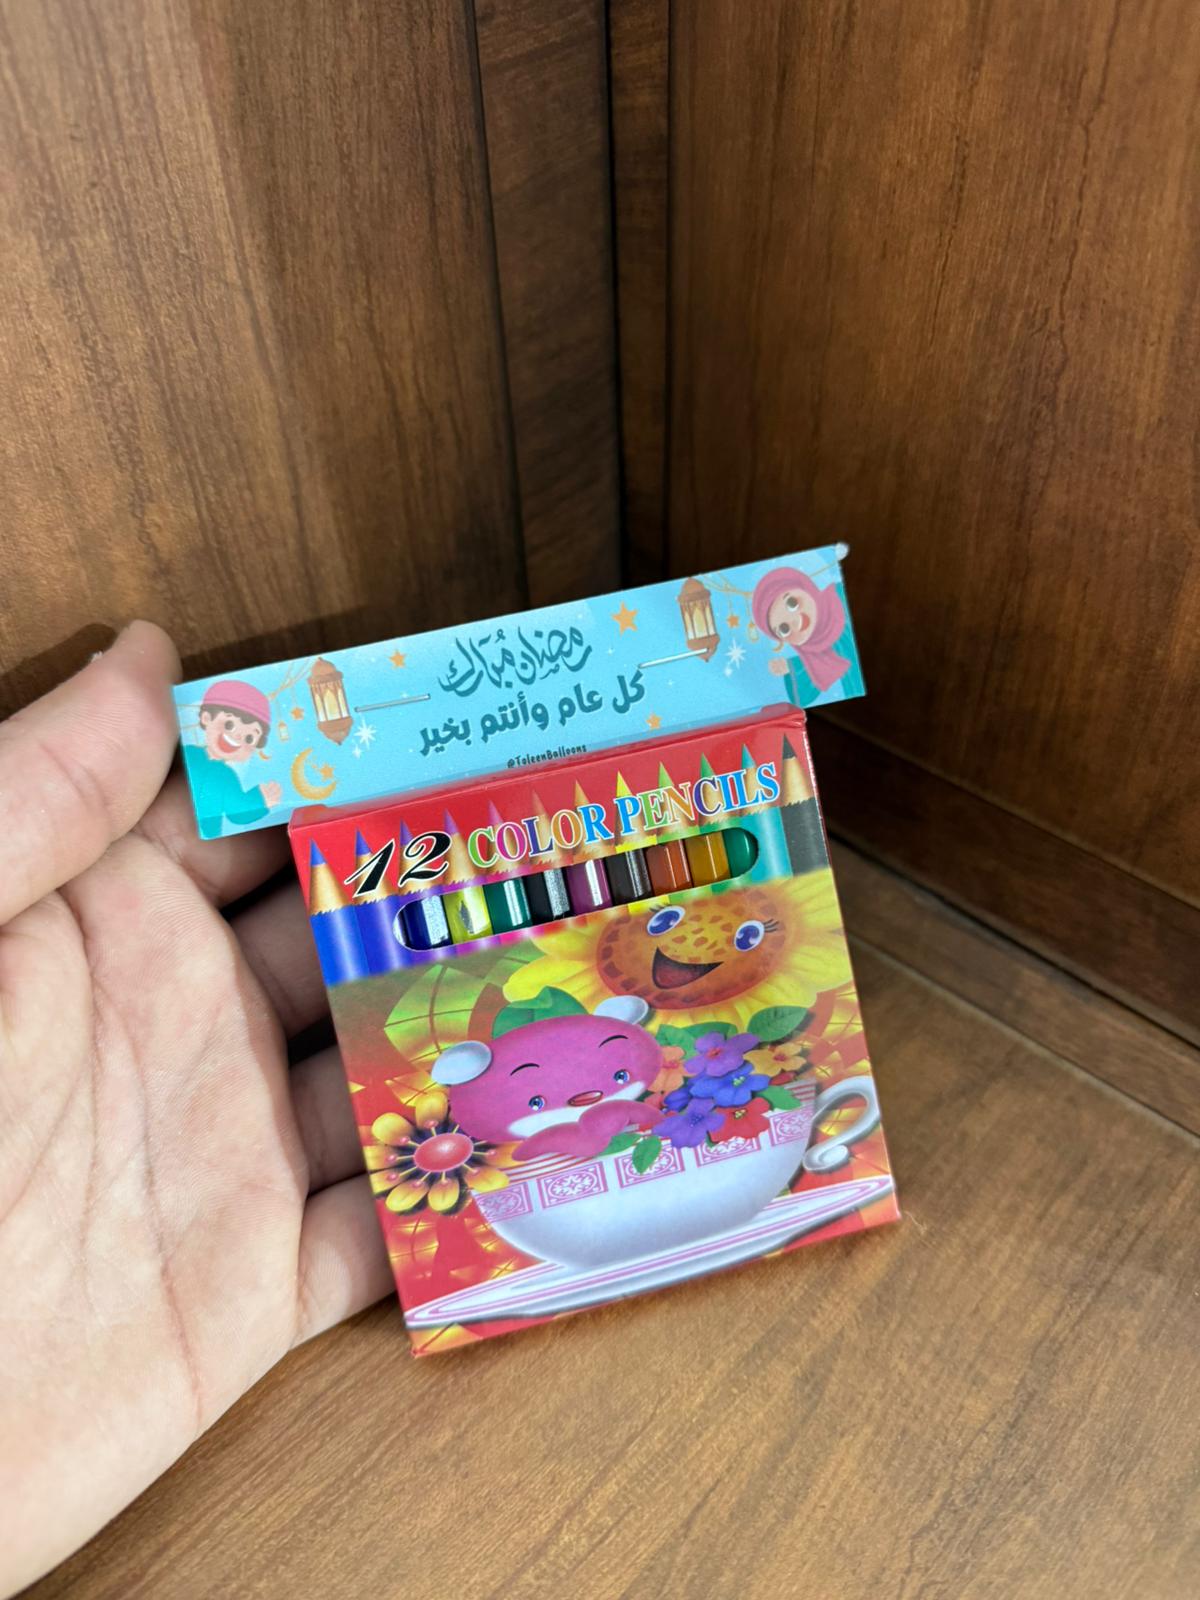 رمضان مبارك
كل عام وأنتم بخير
@ToleenBalloons
12 COLOR PENCILS